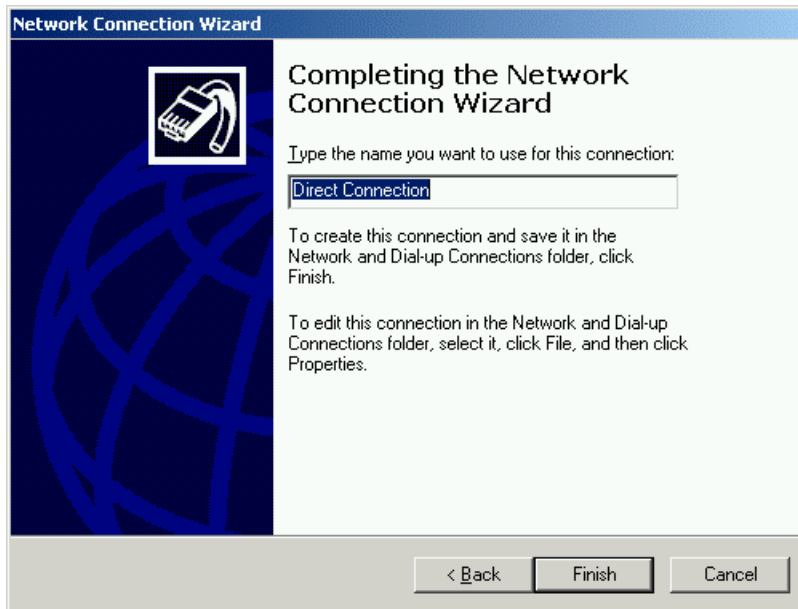 Network Connection Wizard
Completing the Network
Connection Wizard
Type the name you want to use for this connection:
Direct Connection
To create this connection and save it in the
Network and Dial-up Connections folder, click
Finish.
To edit this connection in the Network and Dial-up
Connections folder, select it, click File, and then click
Properties.
< Back
Finish
Cancel